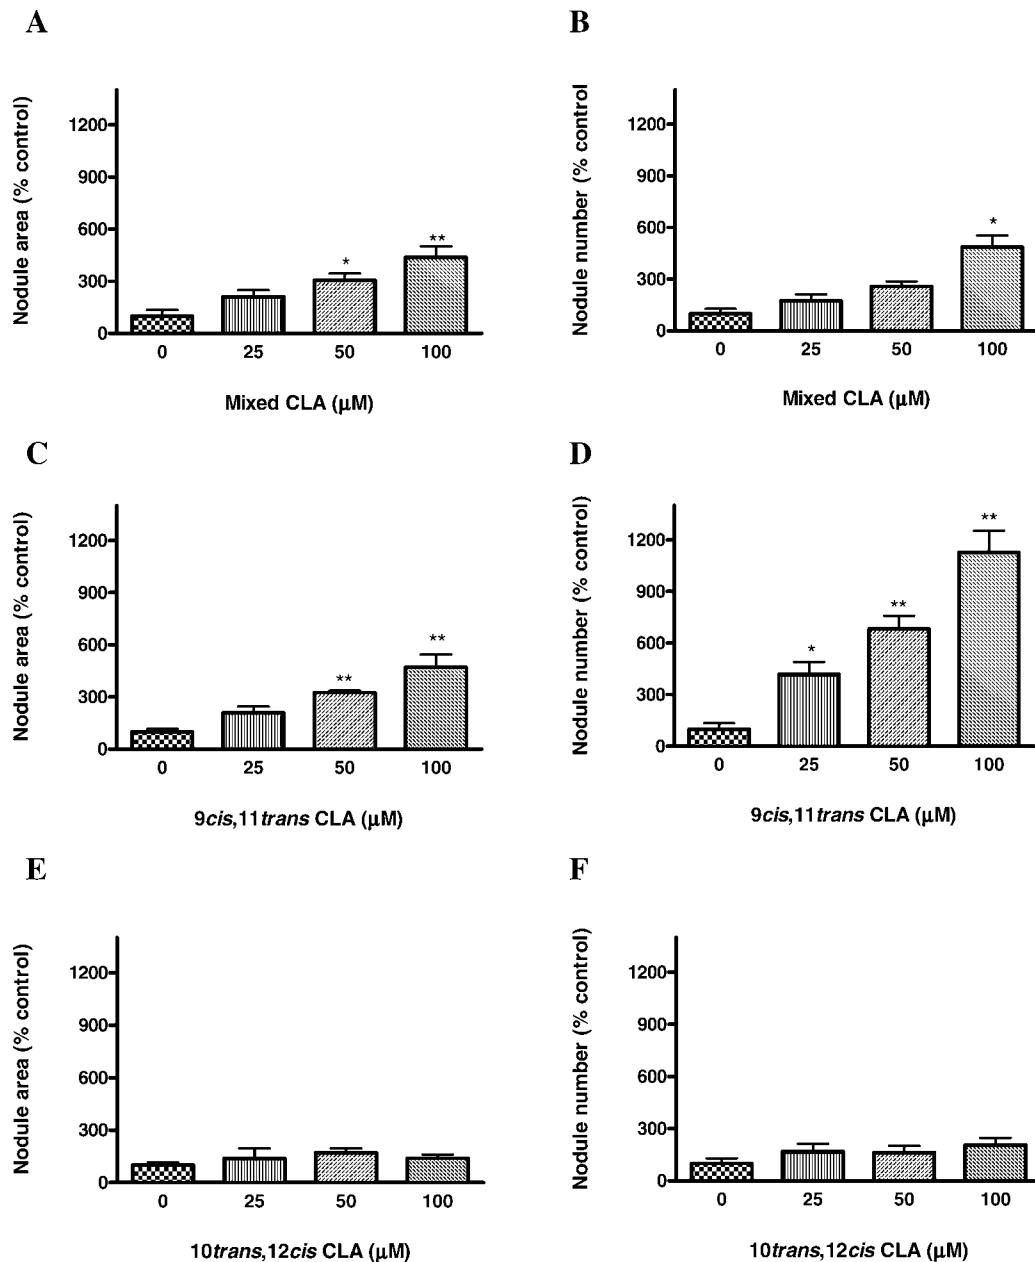 A
B
Nodule area (% control)
1200
900
600
300
0
*
**
0 25 50 100
Mixed CLA (µM)
Nodule number (% control
1200
900
600
300
0
*
0 25 50 100
Mixed CLA (µM)
C
D
Nodule area (% control)
1200
900
600
300
0
**
**
0 25 50 100
9cis,11trans CLA (µM)
Nodule number (% control)
1200
900
600
300
0
*
**
**
0 25 50 100
9cis,11trans CLA (µM)
E
F
Nodule area (% control)
1200
900
600
300
0
0 25 50 100
10trans,12cis CLA (µM)
Nodule number (% control)
1200
900
600
300
0
0 25 50 100
10trans,12cis CLA (µM)